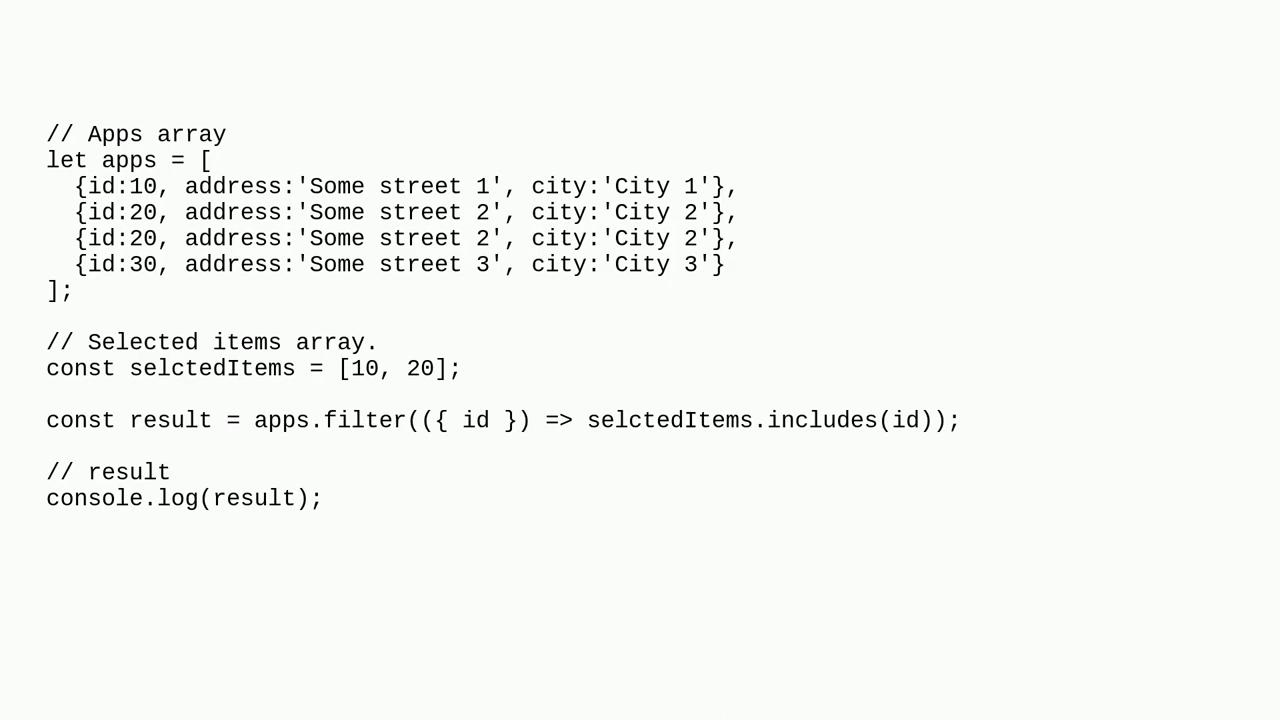 // Apps array
let apps = [
  {id:10, address:'Some street 1', city:'City 1'},
  {id:20, address:'Some street 2', city:'City 2'},
  {id:20, address:'Some street 2', city:'City 2'},
  {id:30, address:'Some street 3', city:'City 3'}
];

// Selected items array.
const selctedItems = [10, 20];

const result = apps.filter(({ id }) => selctedItems.includes(id));

// result
console.log(result);